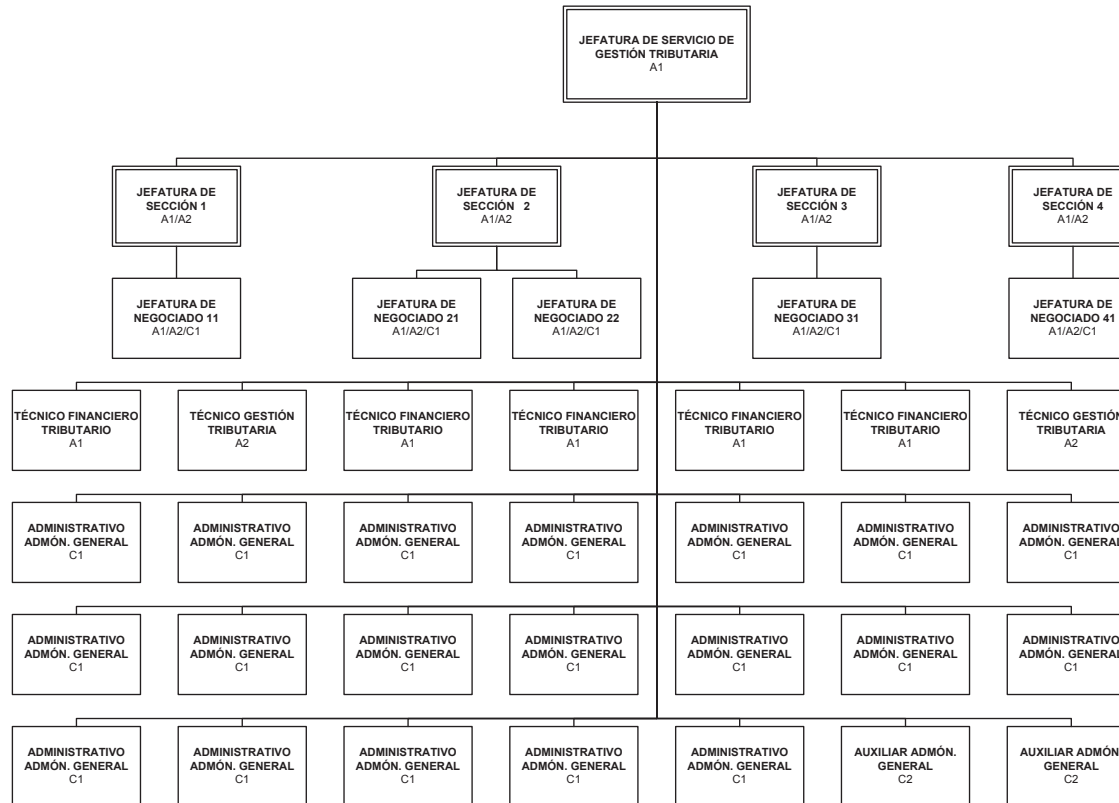 JEFATURA DE SERVICIO DE
GESTIÓN TRIBUTARIA
A1
JEFATURA DE
SECCIÓN 1
A1/A2
JEFATURA DE
SECCIÓN 2
A1/A2
JEFATURA DE
SECCIÓN 3
A1/A2
JEFATURA DE
SECCIÓN 4
A1/A2
JEFATURA DE
NEGOCIADO 11
A1/A2/C1
JEFATURA DE
NEGOCIADO 21
A1/A2/C1
JEFATURA DE
NEGOCIADO 22
A1/A2/C1
JEFATURA DE
NEGOCIADO 31
A1/A2/C1
JEFATURA DE
NEGOCIADO 41
A1/A2/C1
TÉCNICO FINANCIERO
TRIBUTARIO
A1
TÉCNICO GESTIÓN
TRIBUTARIA
A2
TÉCNICO FINANCIERO
TRIBUTARIO
A1
TÉCNICO FINANCIERO
TRIBUTARIO
A1
TÉCNICO FINANCIERO
TRIBUTARIO
A1
TÉCNICO FINANCIERO
TRIBUTARIO
A1
TÉCNICO GESTIÓN
TRIBUTARIA
A2
ADMINISTRATIVO
ADMÓN. GENERAL
C1
ADMINISTRATIVO
ADMÓN. GENERAL
C1
ADMINISTRATIVO
ADMÓN. GENERAL
C1
ADMINISTRATIVO
ADMÓN. GENERAL
C1
ADMINISTRATIVO
ADMÓN. GENERAL
C1
ADMINISTRATIVO
ADMÓN. GENERAL
C1
ADMINISTRATIVO
ADMÓN. GENERAL
C1
ADMINISTRATIVO
ADMÓN. GENERAL
C1
ADMINISTRATIVO
ADMÓN. GENERAL
C1
ADMINISTRATIVO
ADMÓN. GENERAL
C1
ADMINISTRATIVO
ADMÓN. GENERAL
C1
ADMINISTRATIVO
ADMÓN. GENERAL
C1
ADMINISTRATIVO
ADMÓN. GENERAL
C1
ADMINISTRATIVO
ADMÓN. GENERAL
C1
ADMINISTRATIVO
ADMÓN. GENERAL
C1
ADMINISTRATIVO
ADMÓN. GENERAL
C1
ADMINISTRATIVO
ADMÓN. GENERAL
C1
ADMINISTRATIVO
ADMÓN. GENERAL
C1
ADMINISTRATIVO
ADMÓN. GENERAL
C1
AUXILIAR ADMÓN.
GENERAL
C2
AUXILIAR ADMÓN.
GENERAL
C2